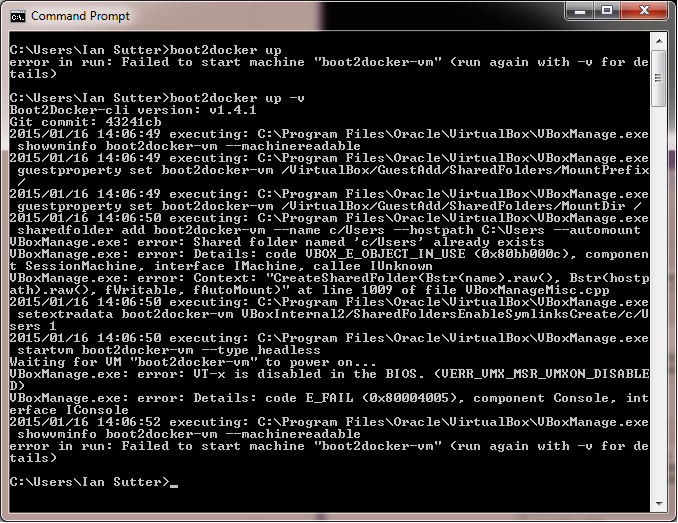 Command Prompt
C:\Users\Ian Sutter>boot2docker up
error in run: Failed to start machine "boot2docker-vm" (run again with -v for de
tails)
C:\Users\Ian Sutter>boot2docker up -v
Boot2Docker-cli version: v1.4.1
Git commit: 43241cb
2015/01/16 14:06:49 executing: C:\Program Files\Oracle\VirtualBox\VBoxManage.exe
 showvminfo boot2docker-vm --machinereadable
2015/01/16 14:06:49 executing: C:\Program Files\Oracle\VirtualBox\VBoxManage.exe
 guestproperty set boot2docker-vm /VirtualBox/GuestAdd/SharedFolders/MountPrefix
 /
2015/01/16 14:06:49 executing: C:\Program Files\Oracle\VirtualBox\VBoxManage.exe
 guestproperty set boot2docker-vm /VirtualBox/GuestAdd/SharedFolders/MountDir /
2015/01/16 14:06:50 executing: C:\Program Files\Oracle\VirtualBox\VBoxManage.exe
 sharedfolder add boot2docker-vm --name c/Users --hostpath C:\Users --automount
VBoxManage.exe: error: Shared folder named 'c/Users' already exists
VBoxManage.exe: error: Details: code VBOX_E_OBJECT_IN_USE (0x80bb000c), componen
t SessionMachine, interface IMachine, callee IUnknown
VBoxManage.exe: error: Context: "CreateSharedFolder(Bstr(name).raw(), Bstr(hostp
ath).raw(), fWritable, fAutoMount)" at line 1009 of file VBoxManageMisc.cpp
2015/01/16 14:06:50 executing: C:\Program Files\Oracle\VirtualBox\VBoxManage.exe
 setextradata boot2docker-vm VBoxInternal2/SharedFoldersEnableSymlinksCreate/c/U
sers 1
2015/01/16 14:06:50 executing: C:\Program Files\Oracle\VirtualBox\VBoxManage.exe
 startvm boot2docker-vm --type headless
Waiting for VM "boot2docker-vm" to power on...
VBoxManage.exe: error: VT-x is disabled in the BIOS. (VERR_VMX_MSR_VMXON_DISABLE
D)
VBoxManage.exe: error: Details: code E_FAIL (0x80004005), component Console, int
erface IConsole
2015/01/16 14:06:52 executing: C:\Program Files\Oracle\VirtualBox\VBoxManage.exe
 showvminfo boot2docker-vm --machinereadable
error in run: Failed to start machine "boot2docker-vm" (run again with -v for de
tails)
C:\Users\Ian Sutter>_